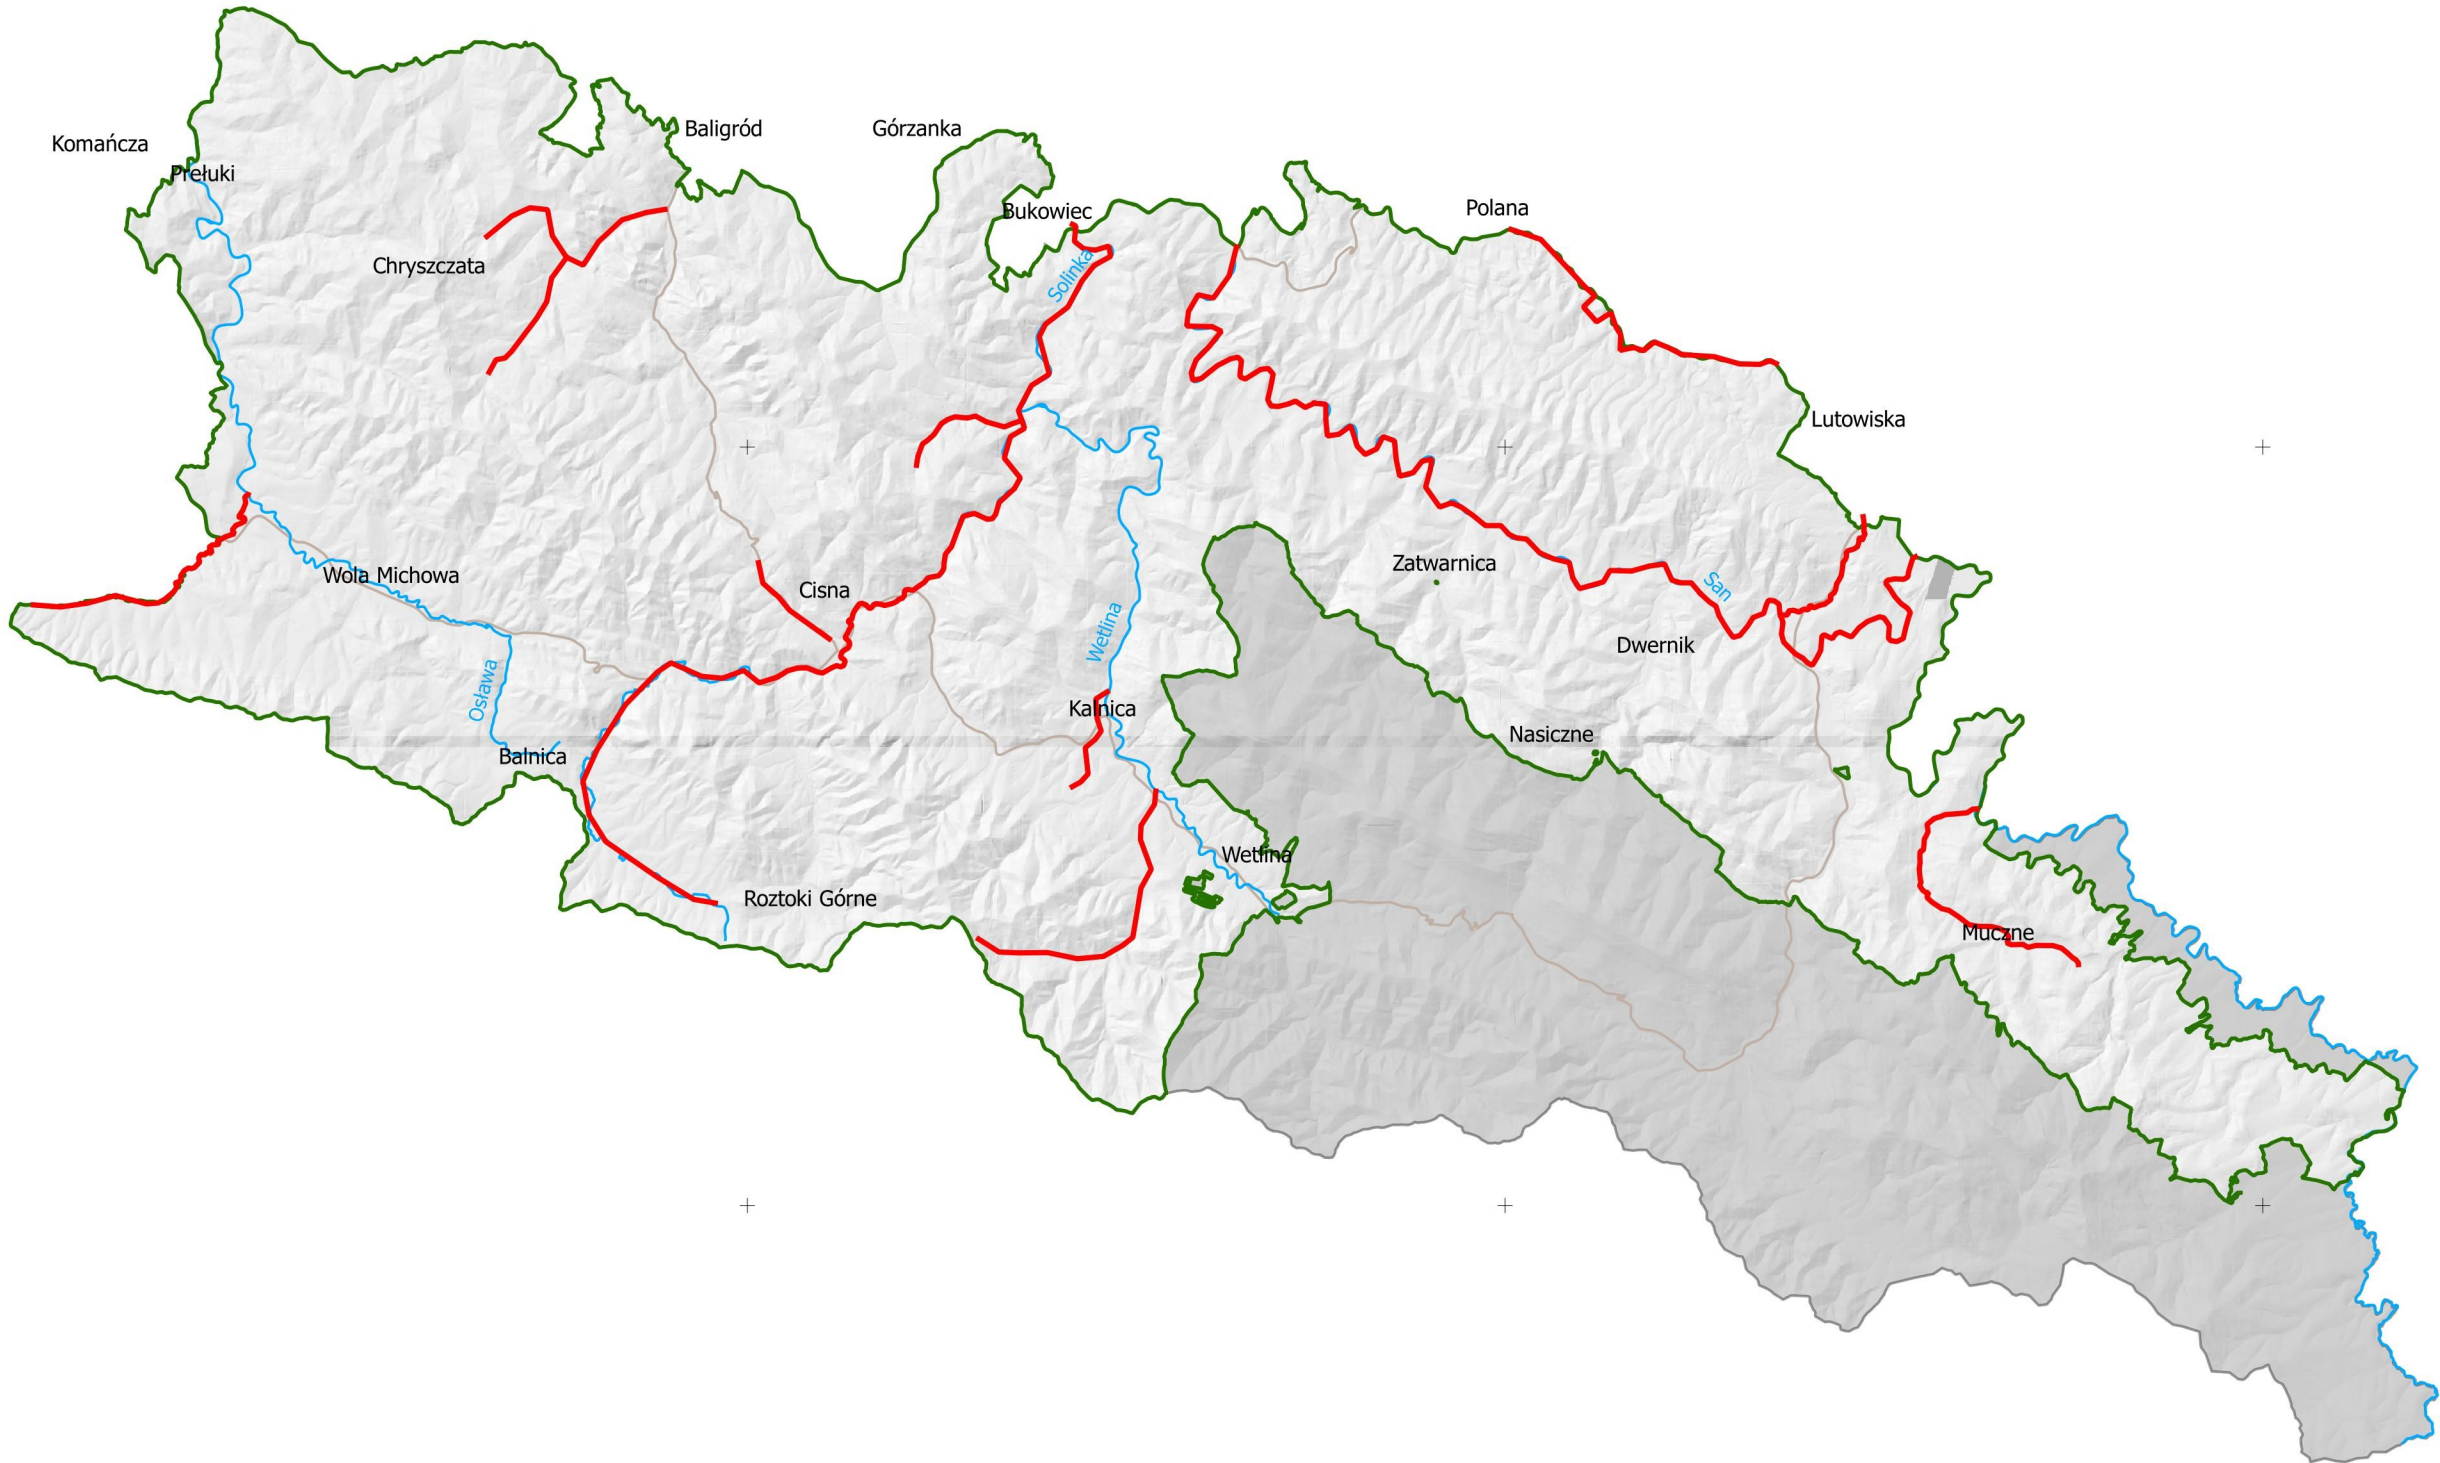 Baligród
Górzanka
Komańcza
Prełuki
Polana
Bukowiec
Chryszczata
Solinka
Lutowiska
Zatwarnica
Wola Michowa
San
Cisna
Wetlina
Dwernik
Osława
Kalnica
Nasiczne
Balnica
Wetlina
Roztoki Górne
Muczne